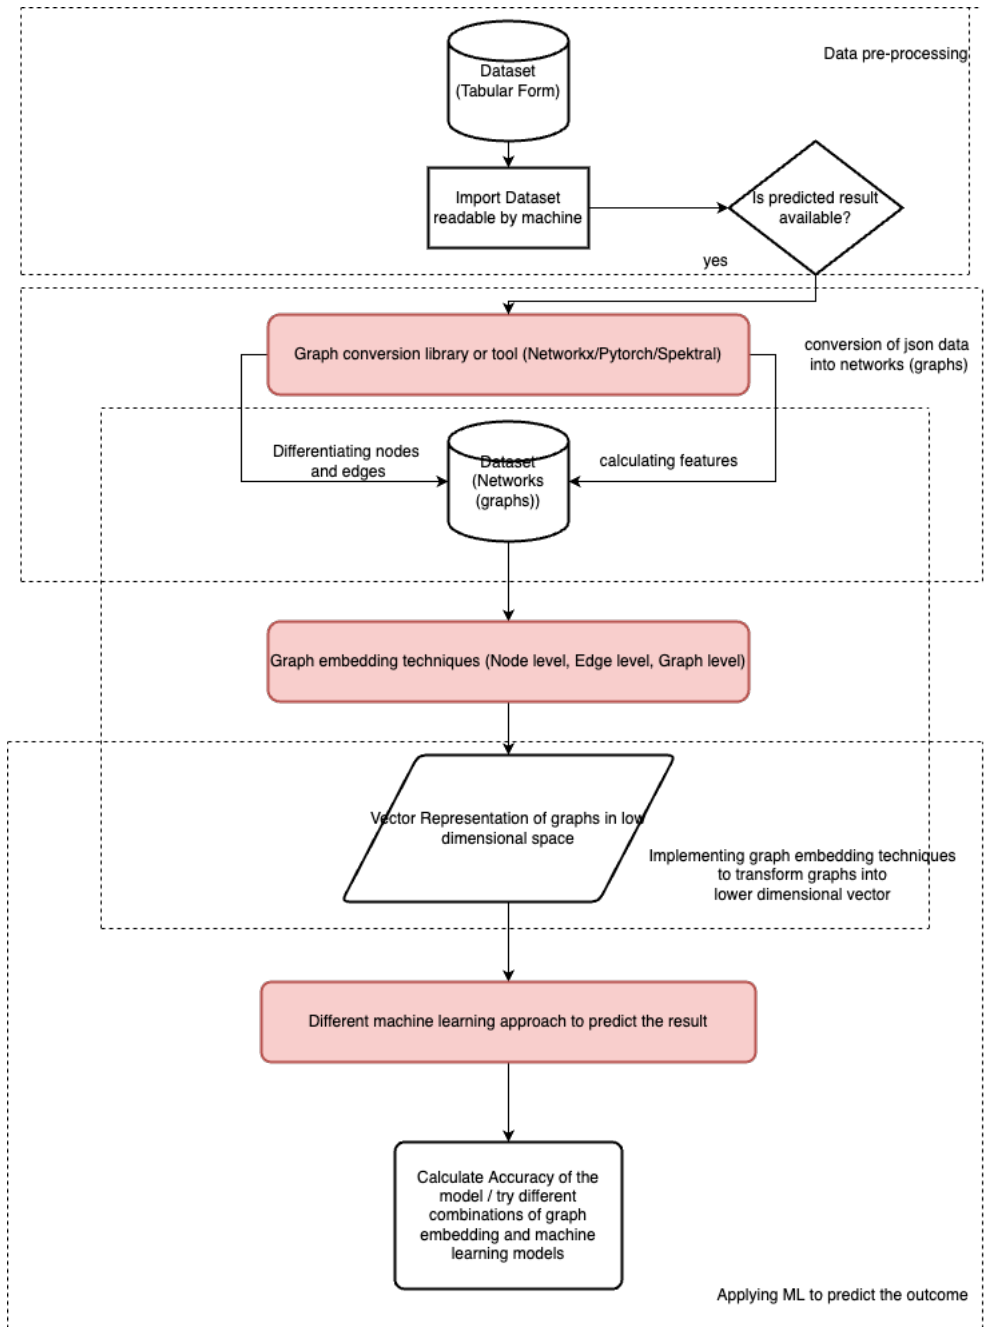 Data pre-processing
Dataset
(Tabular Form)
Import Dataset
readable by machine
Is predicted result
available?
yes
Graph conversion library or tool (Networkx/Pytorch/Spektral)
conversion of json data
into networks (graphs)
Differentiating nodes
and edges
Dataset
(Networks
(graphs))
calculating features
Graph embedding techniques (Node level, Edge level, Graph level)
Vector Representation of graphs in low
dimensional space
Implementing graph embedding techniques
to transform graphs into
lower dimensional vector
Different machine learning approach to predict the result
Calculate Accuracy of the
model / try different
combinations of graph
embedding and machine
learning models
Applying ML to predict the outcome